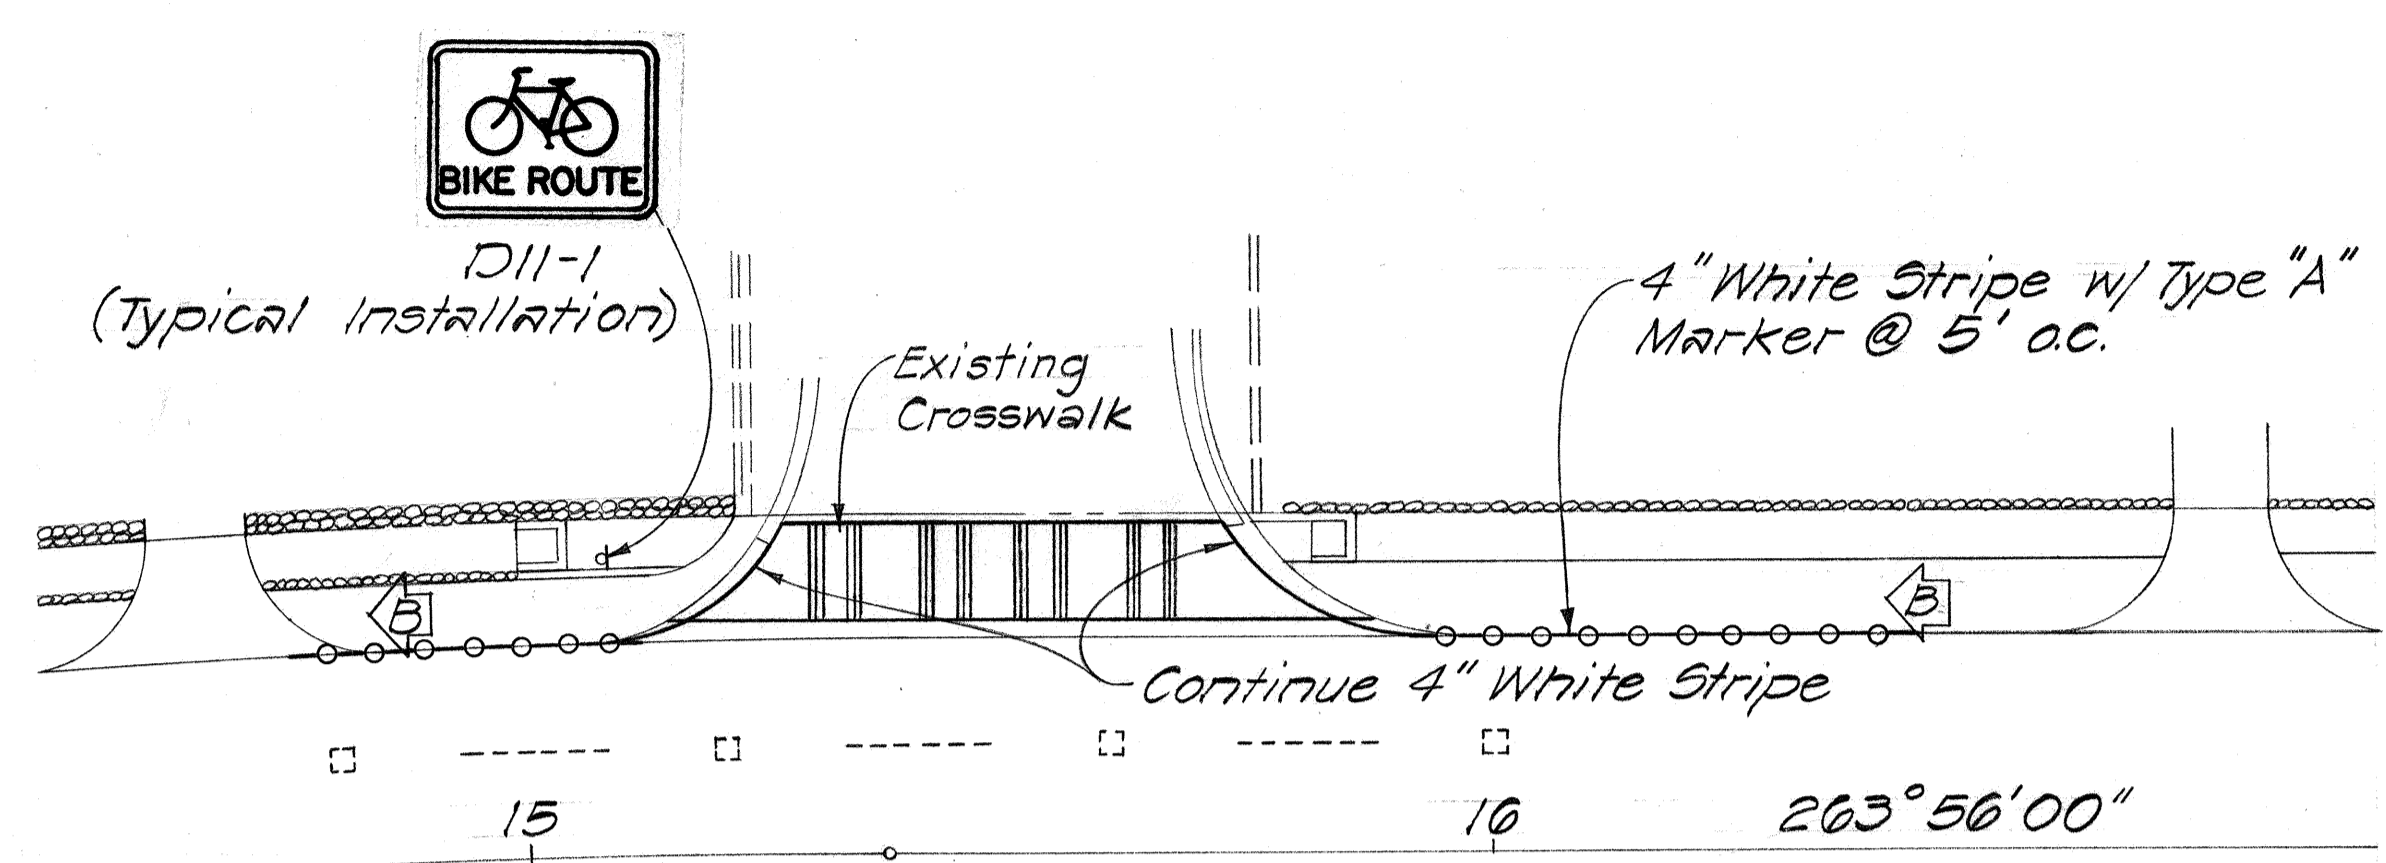 BIKE ROUTE
D11-1
(Typical Installation)
4" White Stripe w/ Type "A"
Marker @ 5' o.c.
Existing
Crosswalk
B
B
Continue 4" White Stripe
15
16
263°56'00"